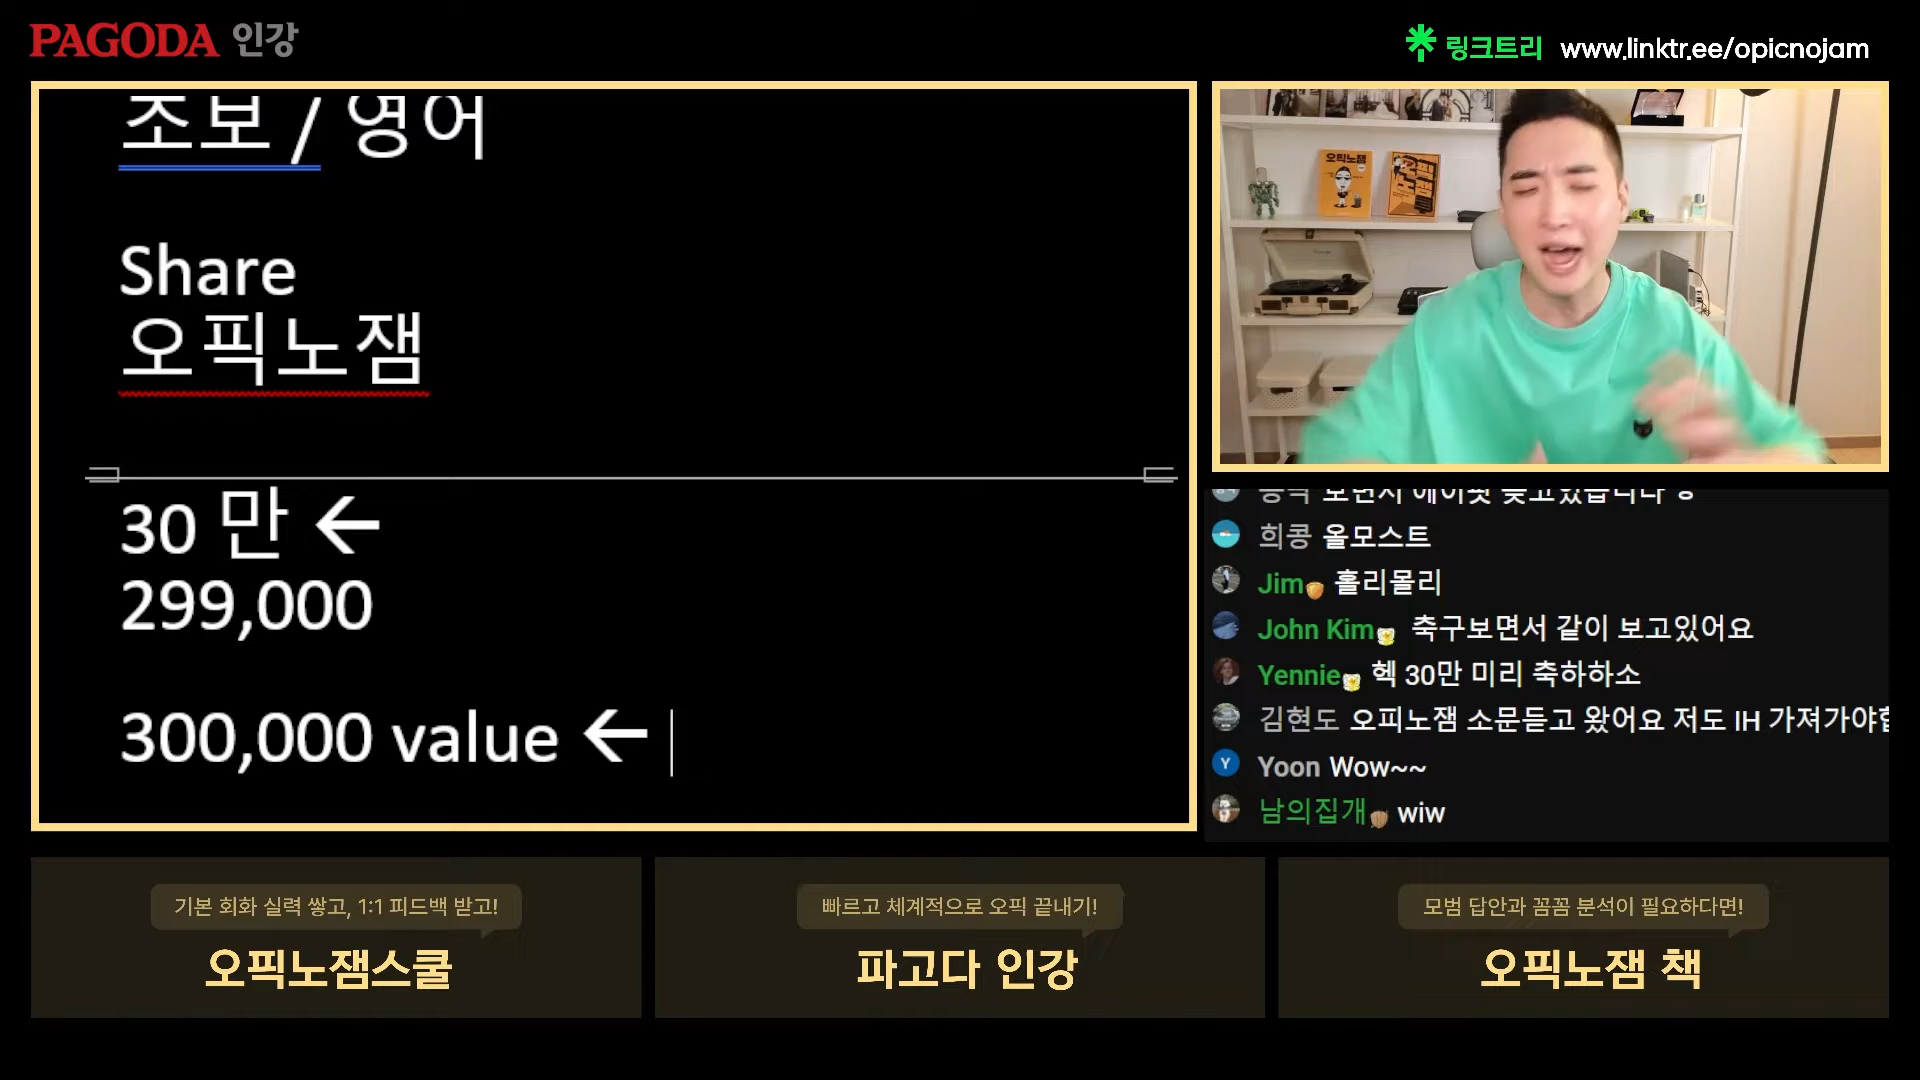 PAGODA 인강
링크트리 www.linktr.ee/opicnojam
초보 / 영어
Share
오픽노잼
30 만 ←
299,000
300,000 value ←
오픽노잼
희콩 올모스트
Jim 홀리몰리
John Kim 축구보면서 같이 보고있어요
Yennie 헥 30만 미리 축하하소
김현도 오피노잼 소문듣고 왔어요 저도 IH 가져가야
Y Yoon Wow~~
남의집개 wiw
기본 회화 실력 쌓고, 1:1 피드백 받고!
오픽노잼스쿨
빠르고 체계적으로 오픽 끝내기!
파고다 인강
모범 답안과 꼼꼼 분석이 필요하다면!
오픽노잼 책